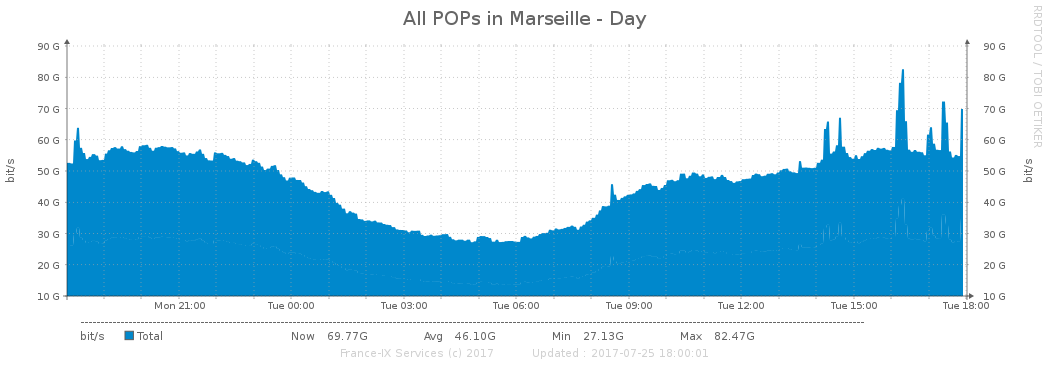 All POPs in Marseille - Day
RRDTOOL / TOBI OETIKER
bit/s
90 G 90 G
80 G 80 G
70 G 70 G
60 G 60 G
50 G 50 G
40 G 40 G
30 G 30 G
20 G 20 G
10 G 10 G
bit/s
Mon 21:00 Tue 00:00 Tue 03:00 Tue 06:00 Tue 09:00 Tue 12:00 Tue 15:00 Tue 18:00
bit/s Total Now 69.77G Avg 46.10G Min 27.13G Max 82.47G
France-IX Services (c) 2017 Updated : 2017-07-25 18:00:01